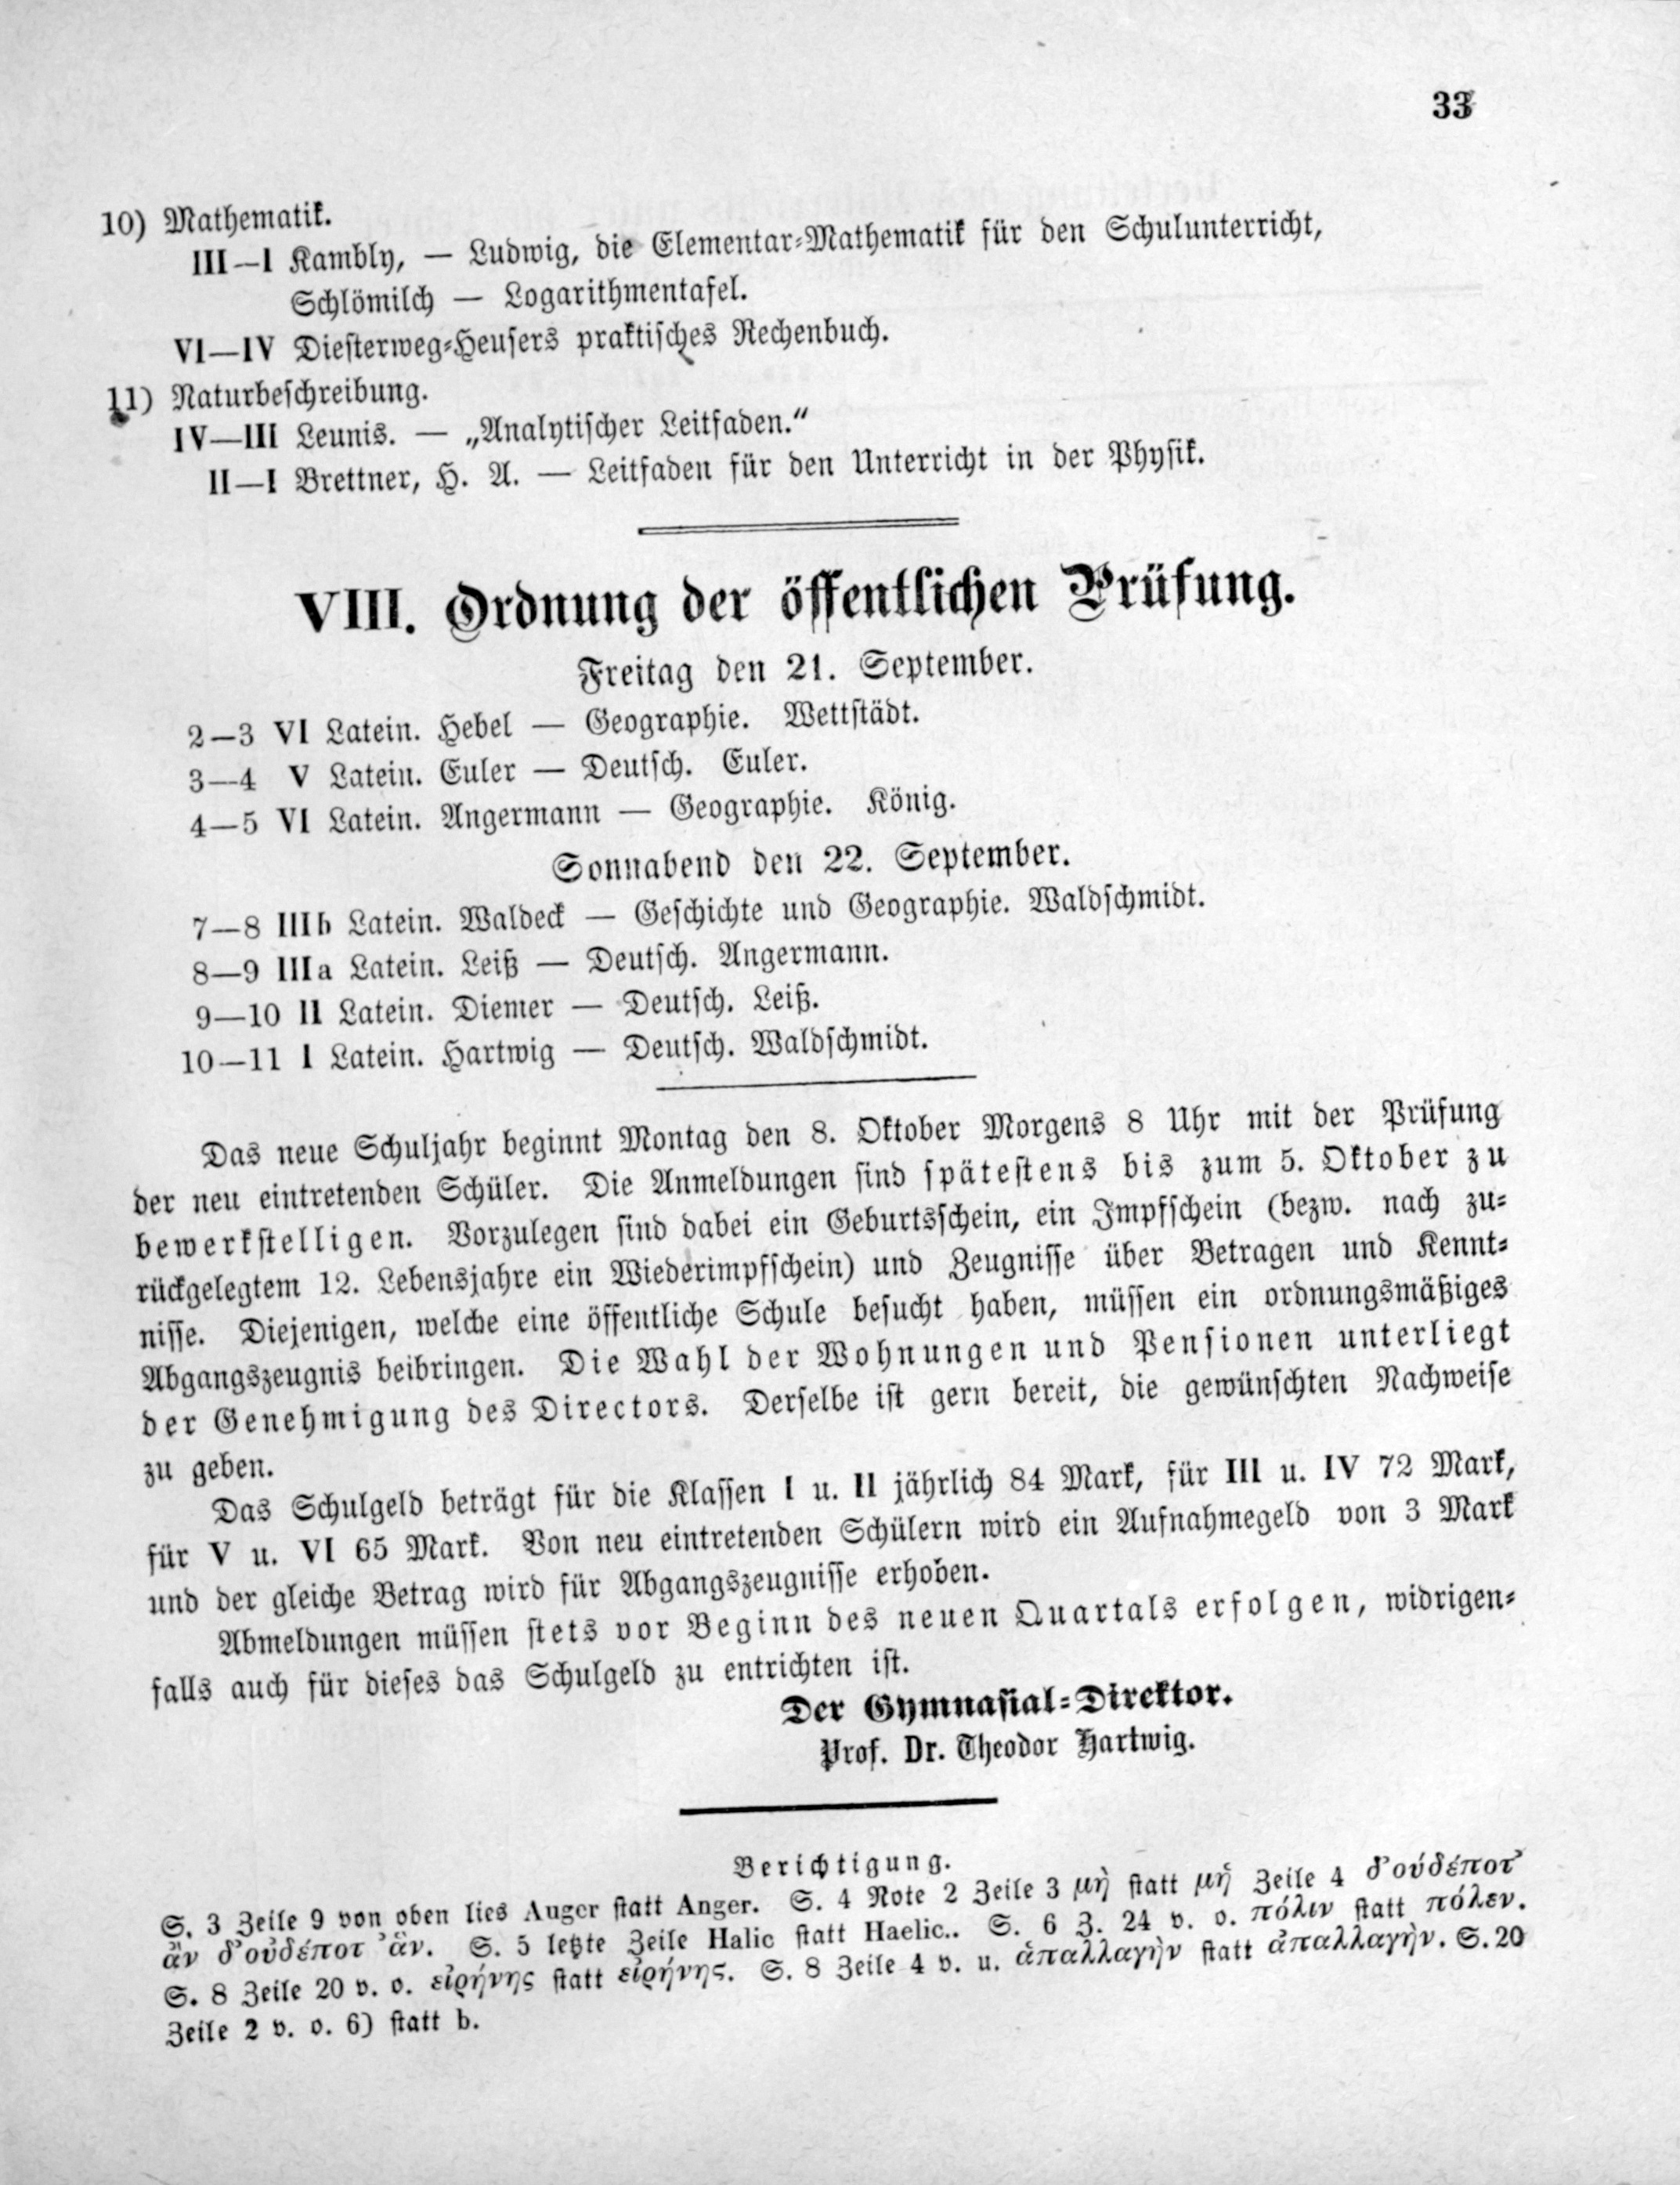 33
10) Mathematik.
III—I Kambly, — Ludwig, die Elementar-Mathematik für den Schulunterricht,
Schlömilch — Logarithmentafel.
VI—IV Diesterweg-Heusers praktisches Rechenbuch.
11) Naturbeschreibung.
IV—III Leunis. — „Analytischer Leitfaden.“
II—I Brettner, H. A. — Leitfaden für den Unterricht in der Physik.
VIII. Ordnung der öffentlichen Prüfung.
Freitag den 21. September.
2—3 VI Latein. Hebel — Geographie. Wettstädt.
3—4 V Latein. Euler — Deutsch. Euler.
4—5 VI Latein. Angermann — Geographie. König.
Sonnabend den 22. September.
7—8 IIIb Latein. Waldeck — Geschichte und Geographie. Waldschmidt.
8—9 IIIa Latein. Leiß — Deutsch. Angermann.
9—10 II Latein. Diemer — Deutsch. Leiß.
10—11 I Latein. Hartwig — Deutsch. Waldschmidt.
Das neue Schuljahr beginnt Montag den 8. Oktober Morgens 8 Uhr mit der Prüfung
der neu eintretenden Schüler. Die Anmeldungen sind spätestens bis zum 5. Oktober zu
bewerkstelligen. Vorzulegen sind dabei ein Geburtsschein, ein Impfschein (bezw. nach zu-
rückgelegtem 12. Lebensjahre ein Wiederimpfschein) und Zeugnisse über Betragen und Kennt-
nisse. Diejenigen, welche eine öffentliche Schule besucht haben, müssen ein ordnungsmäßiges
Abgangszeugnis beibringen. Die Wahl der Wohnungen und Pensionen unterliegt
der Genehmigung des Directors. Derselbe ist gern bereit, die gewünschten Nachweise
zu geben.
Das Schulgeld beträgt für die Klassen I u. II jährlich 84 Mark, für III u. IV 72 Mark,
für V u. VI 65 Mark. Von neu eintretenden Schülern wird ein Aufnahmegeld von 3 Mark
und der gleiche Betrag wird für Abgangszeugnisse erhoben.
Abmeldungen müssen stets vor Beginn des neuen Quartals erfolgen, widrigen-
falls auch für dieses das Schulgeld zu entrichten ist.
Der Gymnasial-Direktor.
Prof. Dr. Theodor Hartwig.
Berichtigung.
S. 3 Zeile 9 von oben lies Auger statt Anger. S. 4 Note 2 Zeile 3 μὴ statt μῆ Zeile 4 δ’οὐδέποτ’
ἂν δ’οὐδέποτ ’ἂν. S. 5 letzte Zeile Halic statt Haelic.. S. 6 Z. 24 v. o. πόλιν statt πόλεν.
S. 8 Zeile 20 v. o. εἰρήνης statt εἰρήνης. S. 8 Zeile 4 v. u. ἀπαλλαγὴν statt ἀπαλλαγὴν. S. 20
Zeile 2 v. o. 6) statt b.